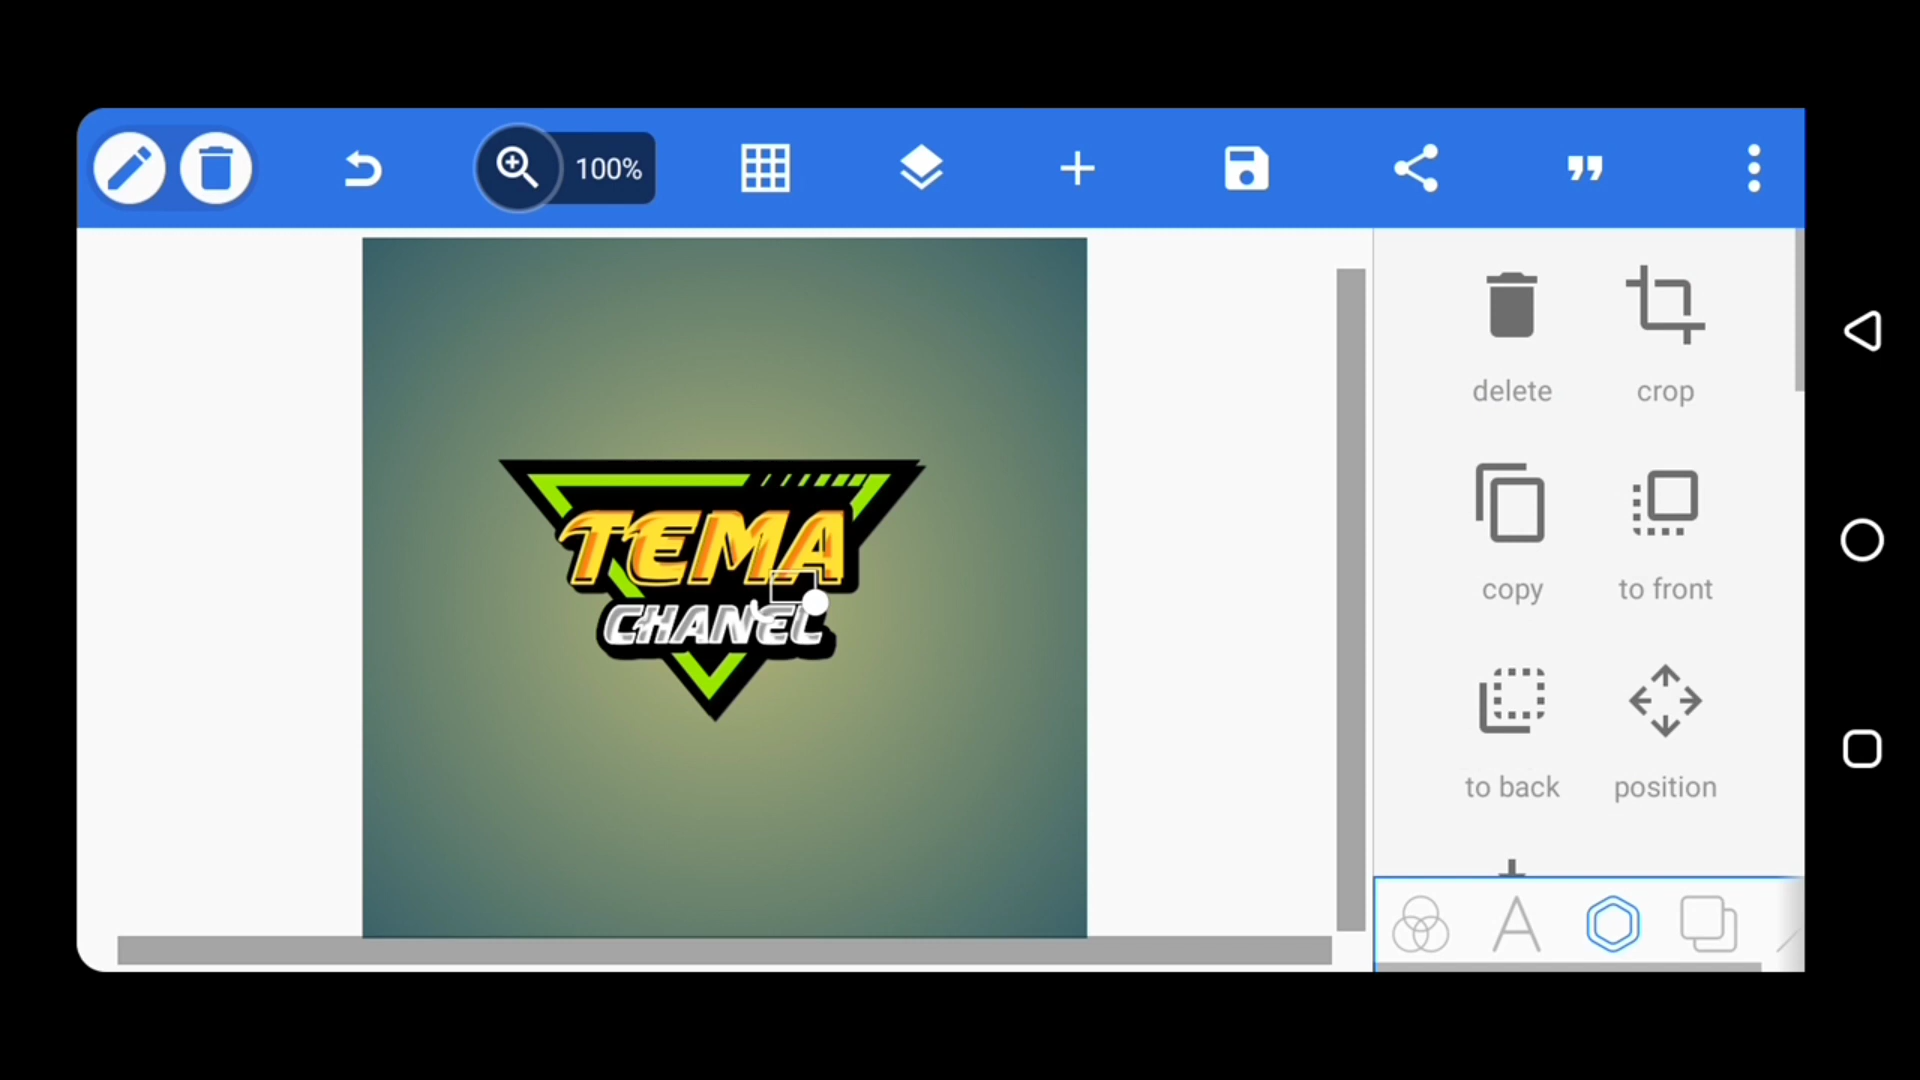 100%
TEMA
CHANEL
delete
crop
copy
to front
to back
position